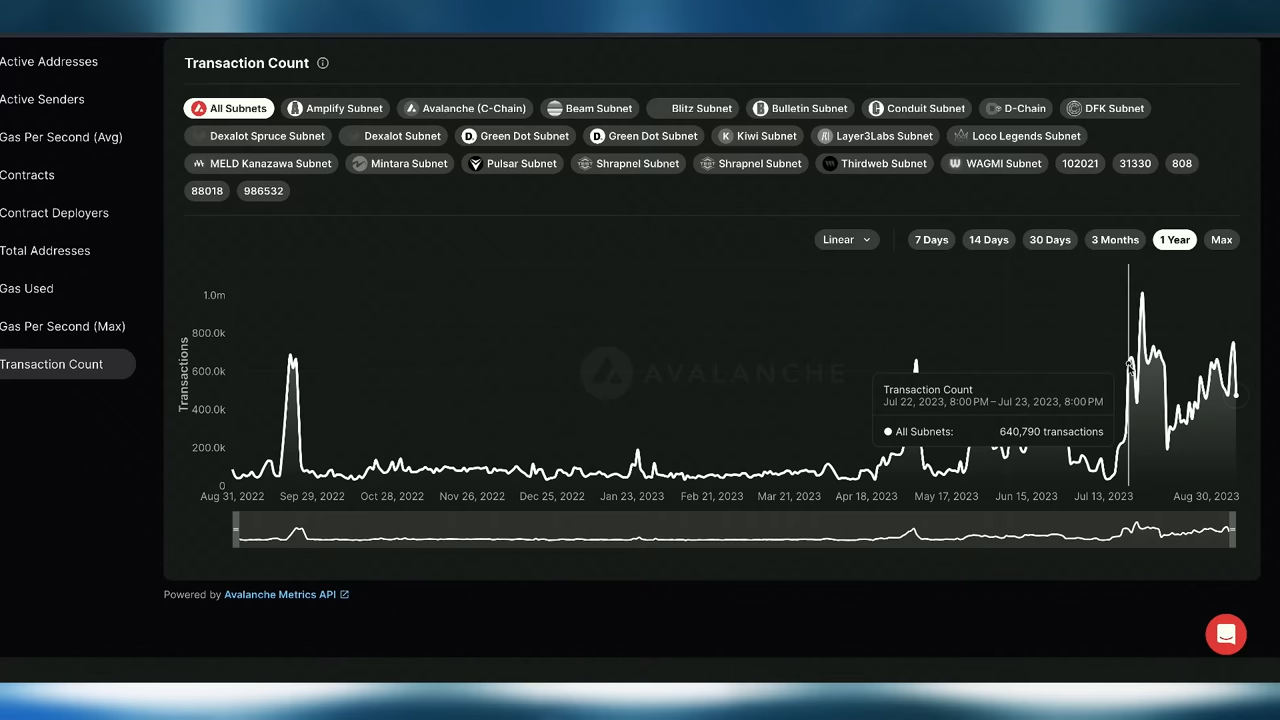 Active Addresses
Active Senders
Gas Per Second (Avg)
Contracts
Contract Deployers
Total Addresses
Gas Used
Gas Per Second (Max)
Transaction Count
Transaction Count
All Subnets Amplify Subnet Avalanche (C-Chain) Beam Subnet Blitz Subnet Bulletin Subnet Conduit Subnet D-Chain DFK Subnet
Dexalot Spruce Subnet Dexalot Subnet D. Green Dot Subnet D. Green Dot Subnet K Kiwi Subnet Layer3Labs Subnet Loco Legends Subnet
MELD Kanazawa Subnet Mintara Subnet Pulsar Subnet Shrapnel Subnet Shrapnel Subnet Thirdweb Subnet W WAGMI Subnet 102021 31330 808
88018 986532
Linear 7 Days 14 Days 30 Days 3 Months 1 Year Max
Transactions
1.0m
800.0k
600.0k
400.0k
200.0k
0
AVALANCHE
Transaction Count
Jul 22, 2023, 8:00 PM – Jul 23, 2023, 8:00 PM
All Subnets: 640,790 transactions
Aug 31, 2022 Sep 29, 2022 Oct 28, 2022 Nov 26, 2022 Dec 25, 2022 Jan 23, 2023 Feb 21, 2023 Mar 21, 2023 Apr 18, 2023 May 17, 2023 Jun 15, 2023 Jul 13, 2023 Aug 30, 2023
Powered by Avalanche Metrics API